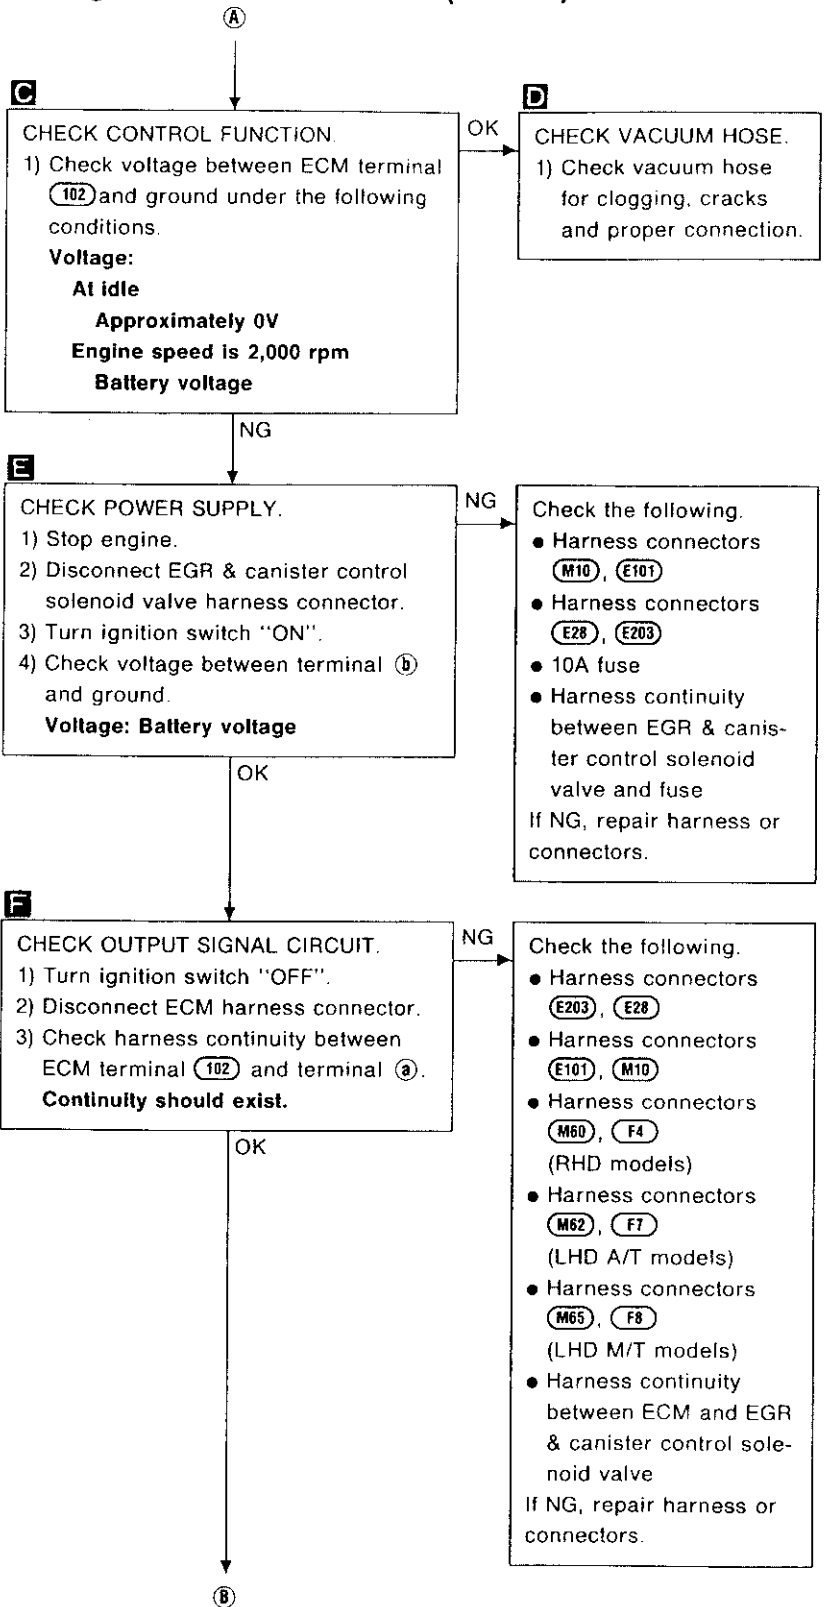 A
C
CHECK CONTROL FUNCTION.
1) Check voltage between ECM terminal
102 and ground under the following
conditions.
Voltage:
At idle
Approximately 0V
Engine speed is 2,000 rpm
Battery voltage
OK
D
CHECK VACUUM HOSE.
1) Check vacuum hose
for clogging, cracks
and proper connection.
NG
E
CHECK POWER SUPPLY.
1) Stop engine.
2) Disconnect EGR & canister control
solenoid valve harness connector.
3) Turn ignition switch "ON".
4) Check voltage between terminal b
and ground.
Voltage: Battery voltage
NG
Check the following.
● Harness connectors
M10, E101
● Harness connectors
E28, E203
● 10A fuse
● Harness continuity
between EGR & canis-
ter control solenoid
valve and fuse
If NG, repair harness or
connectors.
OK
F
CHECK OUTPUT SIGNAL CIRCUIT.
1) Turn ignition switch "OFF".
2) Disconnect ECM harness connector.
3) Check harness continuity between
ECM terminal 102 and terminal a.
Continuity should exist.
NG
Check the following.
● Harness connectors
E203, E28
● Harness connectors
E101, M10
● Harness connectors
M60, F4
(RHD models)
● Harness connectors
M62, F7
(LHD A/T models)
● Harness connectors
M65, F8
(LHD M/T models)
● Harness continuity
between ECM and EGR
& canister control sole-
noid valve
If NG, repair harness or
connectors.
OK
B